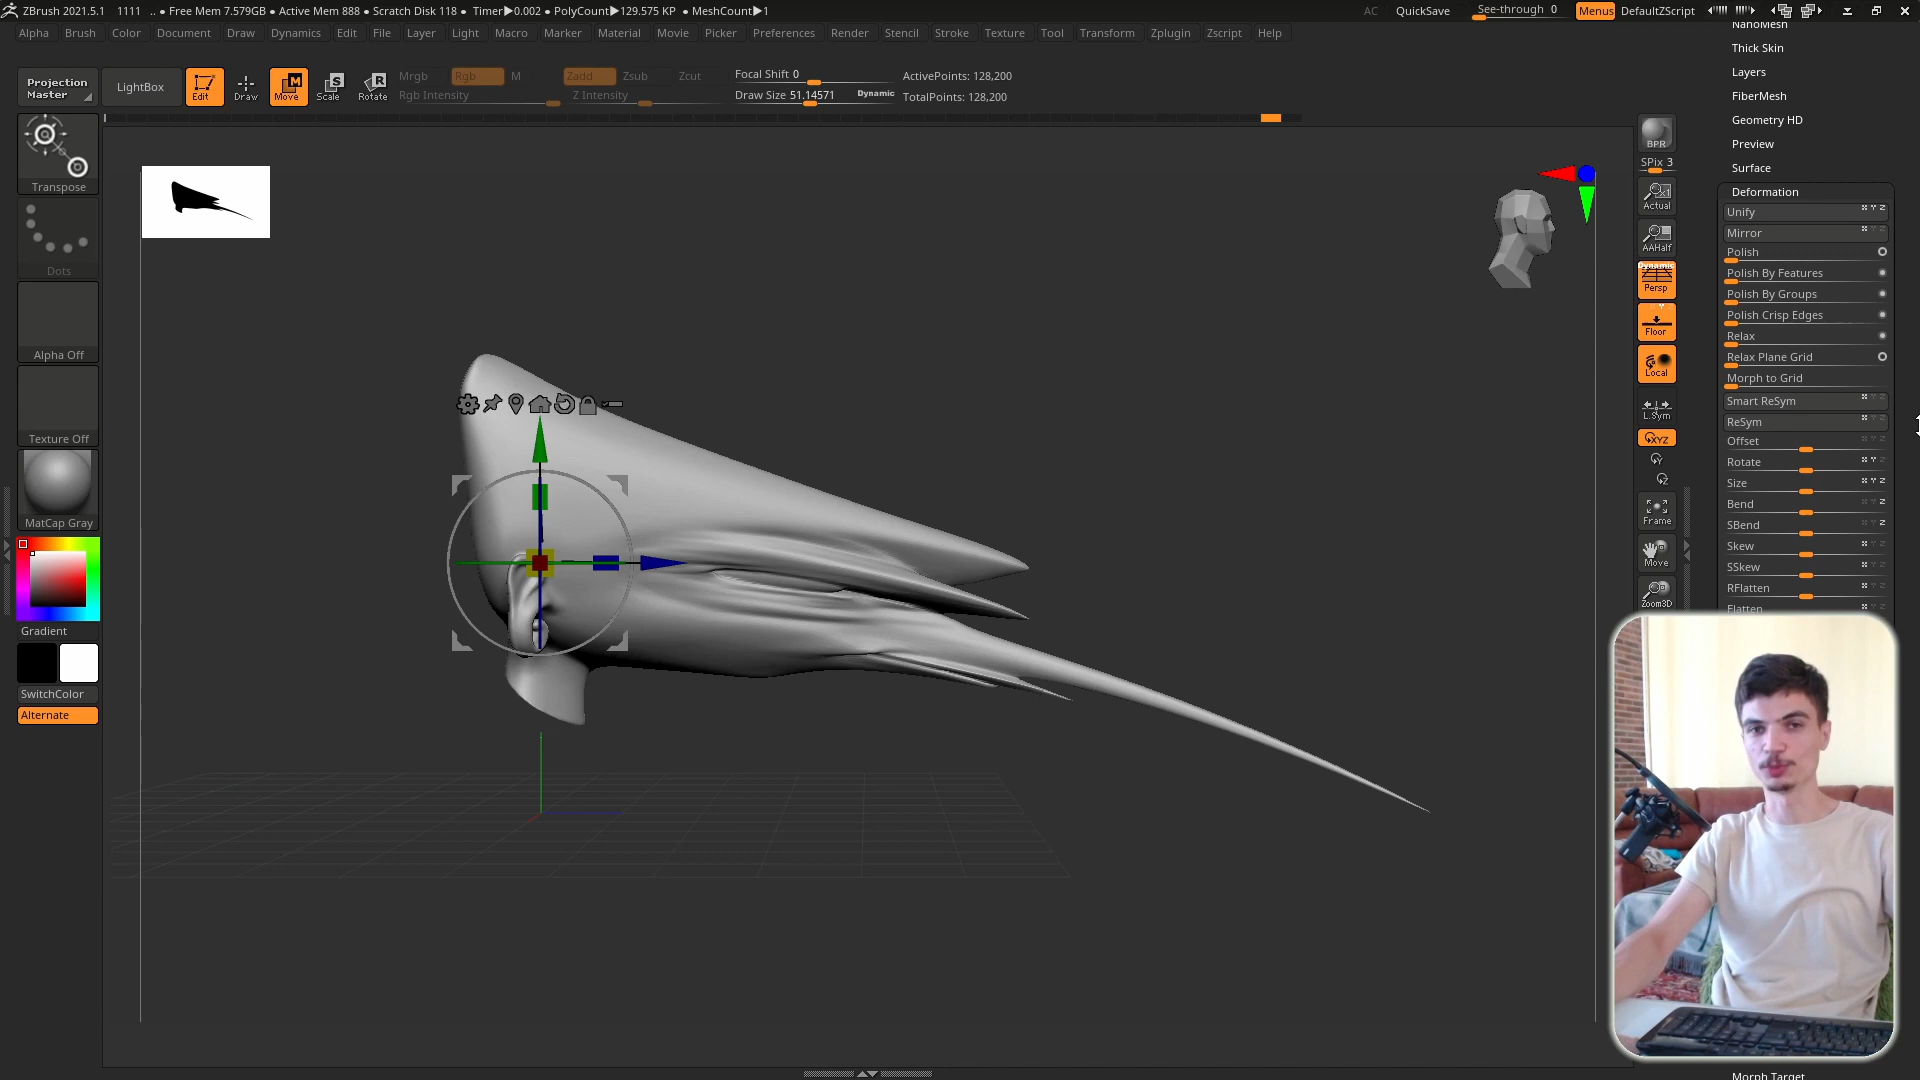 ZBrush 2021.5.1 1111 .. • Free Mem 7.579GB • Active Mem 888 • Scratch Disk 118 • Timer▶0.002 • PolyCount▶129.575 KP • MeshCount▶1 AC QuickSave See-through 0 Menus DefaultZScript
Alpha Brush Color Document Draw Dynamics Edit File Layer Light Macro Marker Material Movie Picker Preferences Render Stencil Stroke Texture Tool Transform Zplugin Zscript Help
Projection
Master
LightBox
Edit
Draw
M
Move
S
Scale
R
Rotate
Mrgb Rgb M Zadd Zsub Zcut
Rgb Intensity Z Intensity
Focal Shift 0
Draw Size 51.14571 Dynamic
ActivePoints: 128,200
TotalPoints: 128,200
Transpose
Dots
Alpha Off
Texture Off
MatCap Gray
Gradient
SwitchColor
Alternate
BPR
SPix 3
Actual
AAHalf
Dynamic
Persp
Floor
Local
L.Sym
XYZ
Y
Z
Frame
Move
Zoom3D
NanoMesh
Thick Skin
Layers
FiberMesh
Geometry HD
Preview
Surface
Deformation
Unify
Mirror
Polish
Polish By Features
Polish By Groups
Polish Crisp Edges
Relax
Relax Plane Grid
Morph to Grid
Smart ReSym
ReSym
Offset
Rotate
Size
Bend
SBend
Skew
SSkew
RFlatten
Flatten
Morph Target